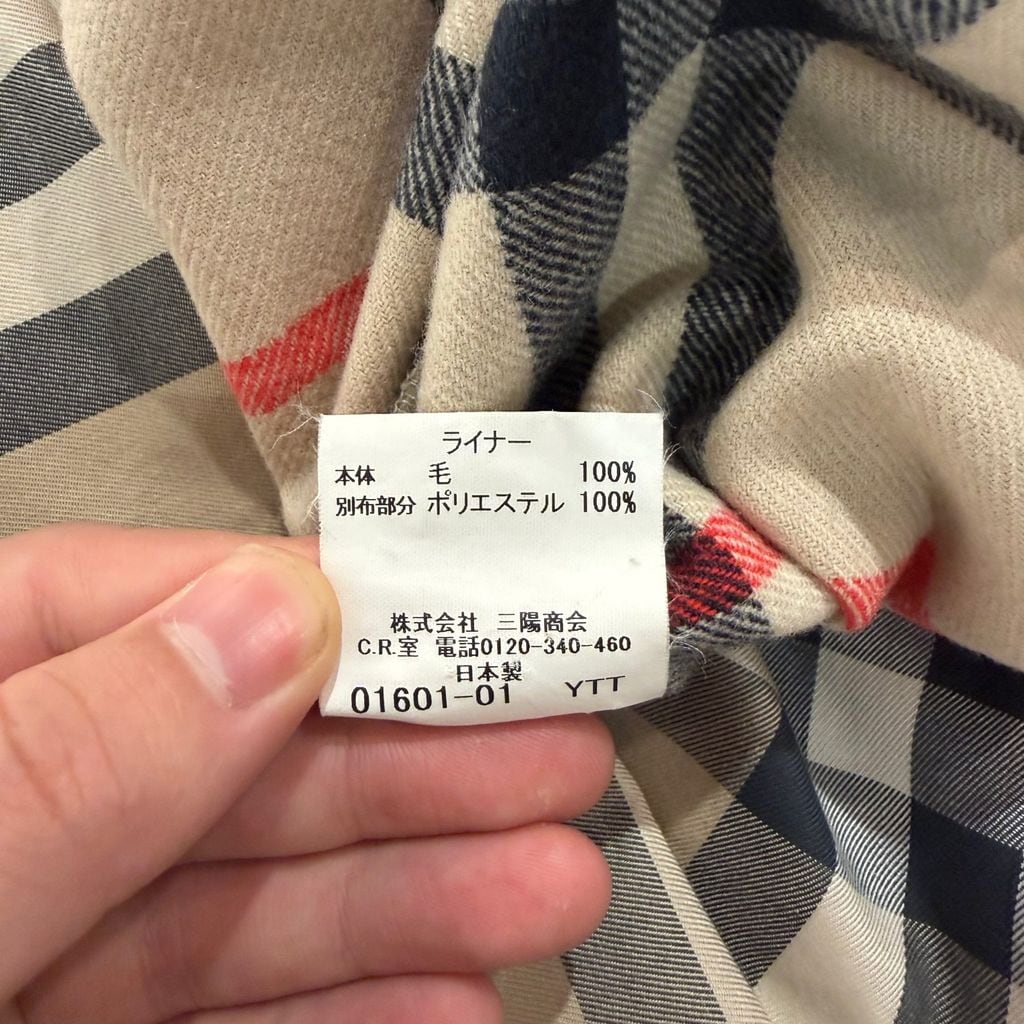 ライナー
本体 毛 100%
別布部分 ポリエステル 100%
株式会社 三陽商会
C.R.室 電話0120-340-460
日本製
01601-01 YTT